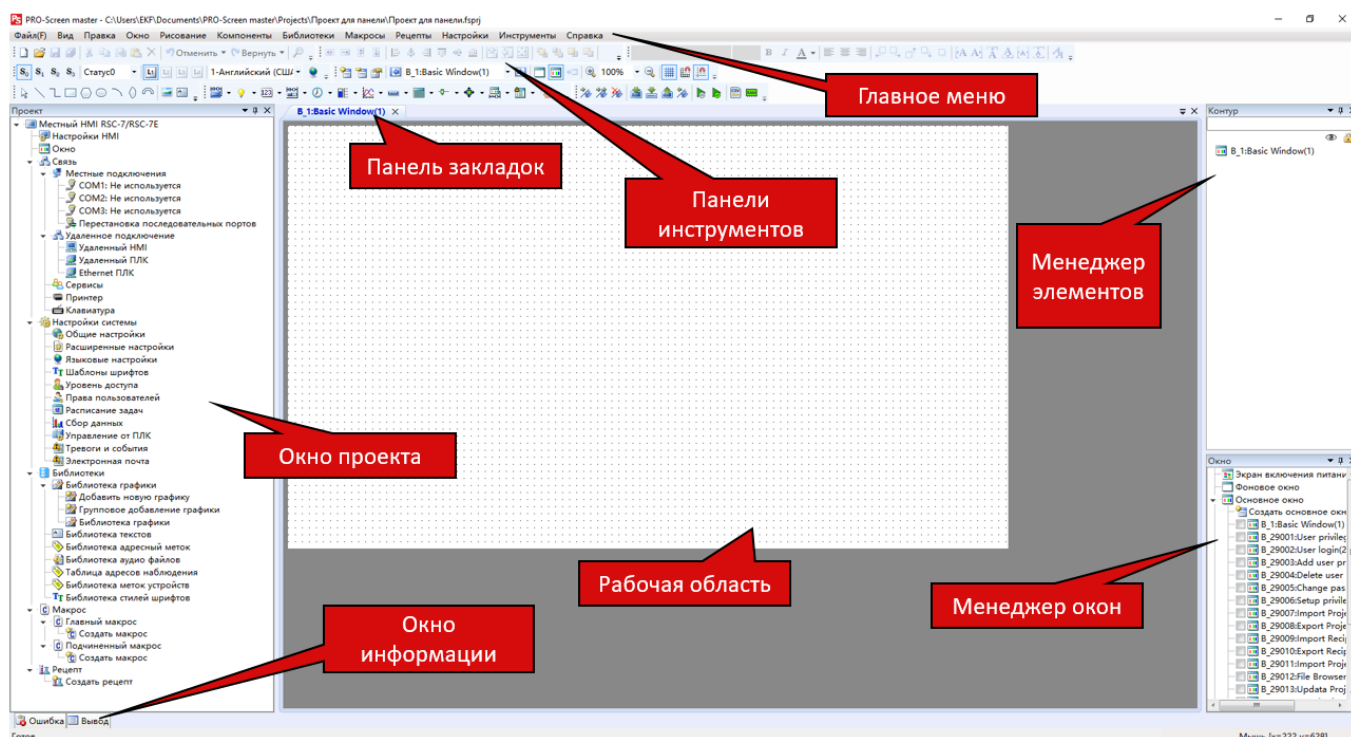 PRO-Screen master - C:\Users\EKF\Documents\PRO-Screen master\Projects\Проект для панели\Проект для панели.fsprj
Файл(F) Вид Правка Окно Рисование Компоненты Библиотеки Макросы Рецепты Настройки Инструменты Справка
Отменить Вернуть
S₀ S₁ S₂ S₃ Статус0 1-Английский (США B_1:Basic Window(1) 100%
Главное меню
Проект
B_1:Basic Window(1)
Контур
Местный HMI RSC-7/RSC-7E
Настройки HMI
Окно
Связь
Местные подключения
COM1: Не используется
COM2: Не используется
COM3: Не используется
Перестановка последовательных портов
Удаленное подключение
Удаленный HMI
Удаленный ПЛК
Ethernet ПЛК
Сервисы
Принтер
Клавиатура
Настройки системы
Общие настройки
Расширенные настройки
Языковые настройки
Шаблоны шрифтов
Уровень доступа
Права пользователей
Расписание задач
Сбор данных
Управление от ПЛК
Тревоги и события
Электронная почта
Библиотеки
Библиотека графики
Добавить новую графику
Групповое добавление графики
Библиотека графики
Библиотека текстов
Библиотека адресный меток
Библиотека аудио файлов
Таблица адресов наблюдения
Библиотека меток устройств
Библиотека стилей шрифтов
Макрос
Главный макрос
Создать макрос
Подчиненный макрос
Создать макрос
Рецепт
Создать рецепт
Панель закладок
Панели
инструментов
B_1:Basic Window(1)
Менеджер
элементов
Окно проекта
Рабочая область
Окно
информации
Менеджер окон
Окно
Экран включения питани
Фоновое окно
Основное окно
Создать основное окн
B_1:Basic Window(1)
B_29001:User privileg
B_29002:User login(2
B_29003:Add user pr
B_29004:Delete user
B_29005:Change pas
B_29006:Setup privile
B_29007:Import Proje
B_29008:Export Proje
B_29009:Import Recip
B_29010:Export Recip
B_29011:Import Proje
B_29012:File Browser
B_29013:Updata Proj
Ошибка Вывод
Готов
Мышь [x=222 y=628]